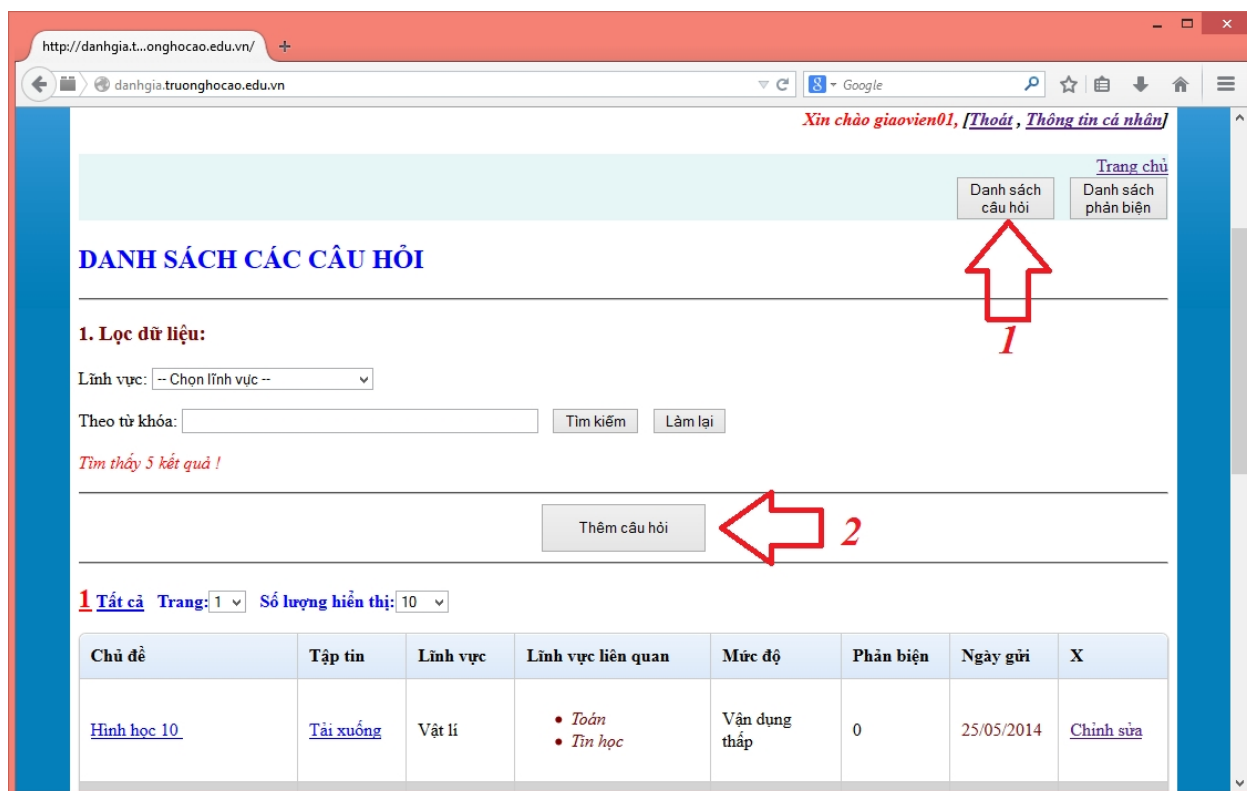 http://danhgia.t...onghocao.edu.vn/
danhgia.truonghocao.edu.vn
Google
Xin chào giaovien01, [Thoát , Thông tin cá nhân]
Trang chủ
Danh sách câu hỏi
Danh sách phản biện
DANH SÁCH CÁC CÂU HỎI
1
1. Lọc dữ liệu:
Lĩnh vực: -- Chọn lĩnh vực --
Theo từ khóa: Tìm kiếm Làm lại
Tìm thấy 5 kết quả !
Thêm câu hỏi 2
1 Tất cả Trang: 1 Số lượng hiển thị: 10
Chủ đề Tập tin Lĩnh vực Lĩnh vực liên quan Mức độ Phản biện Ngày gửi X
Hình học 10 Tải xuống Vật lí Toán Tin học Vận dụng thấp 0 25/05/2014 Chỉnh sửa